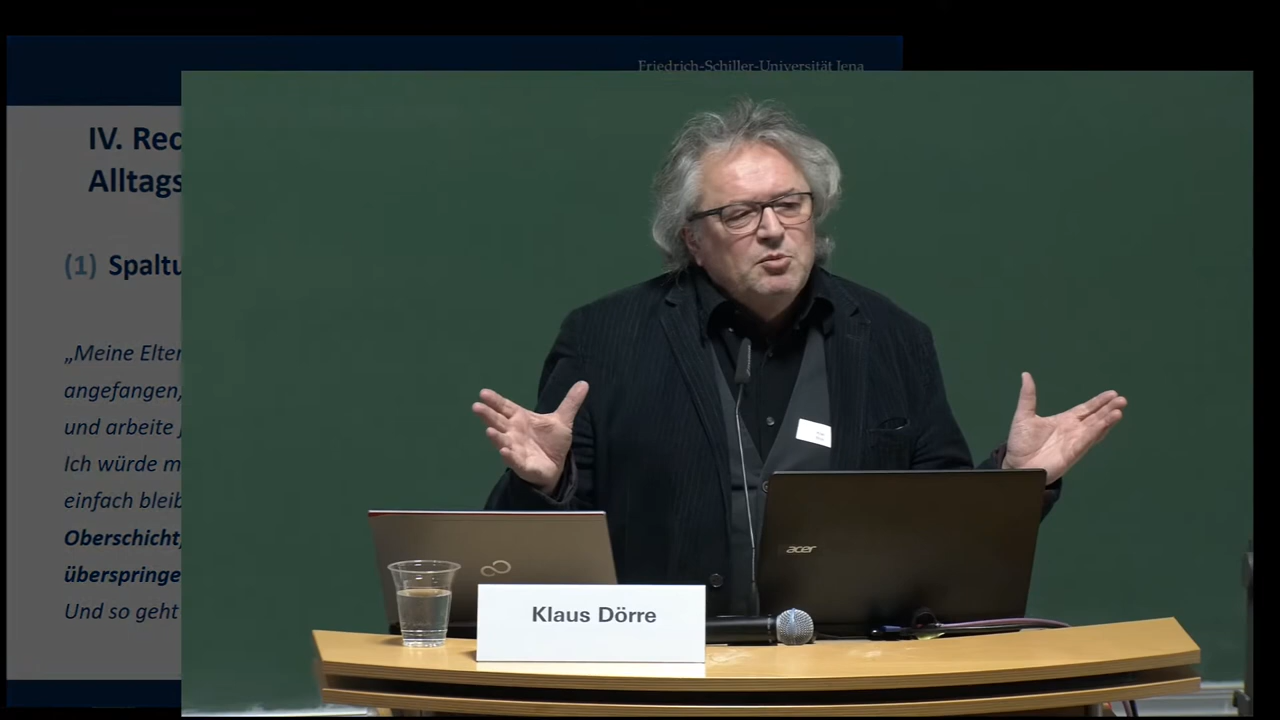 Friedrich-Schiller-Universität Jena
IV. Rec
Alltags
(1) Spaltu
„Meine Elter
angefangen,
und arbeite j
Ich würde m
einfach bleib
Oberschicht,
überspringe
Und so geht
acer
Klaus Dörre